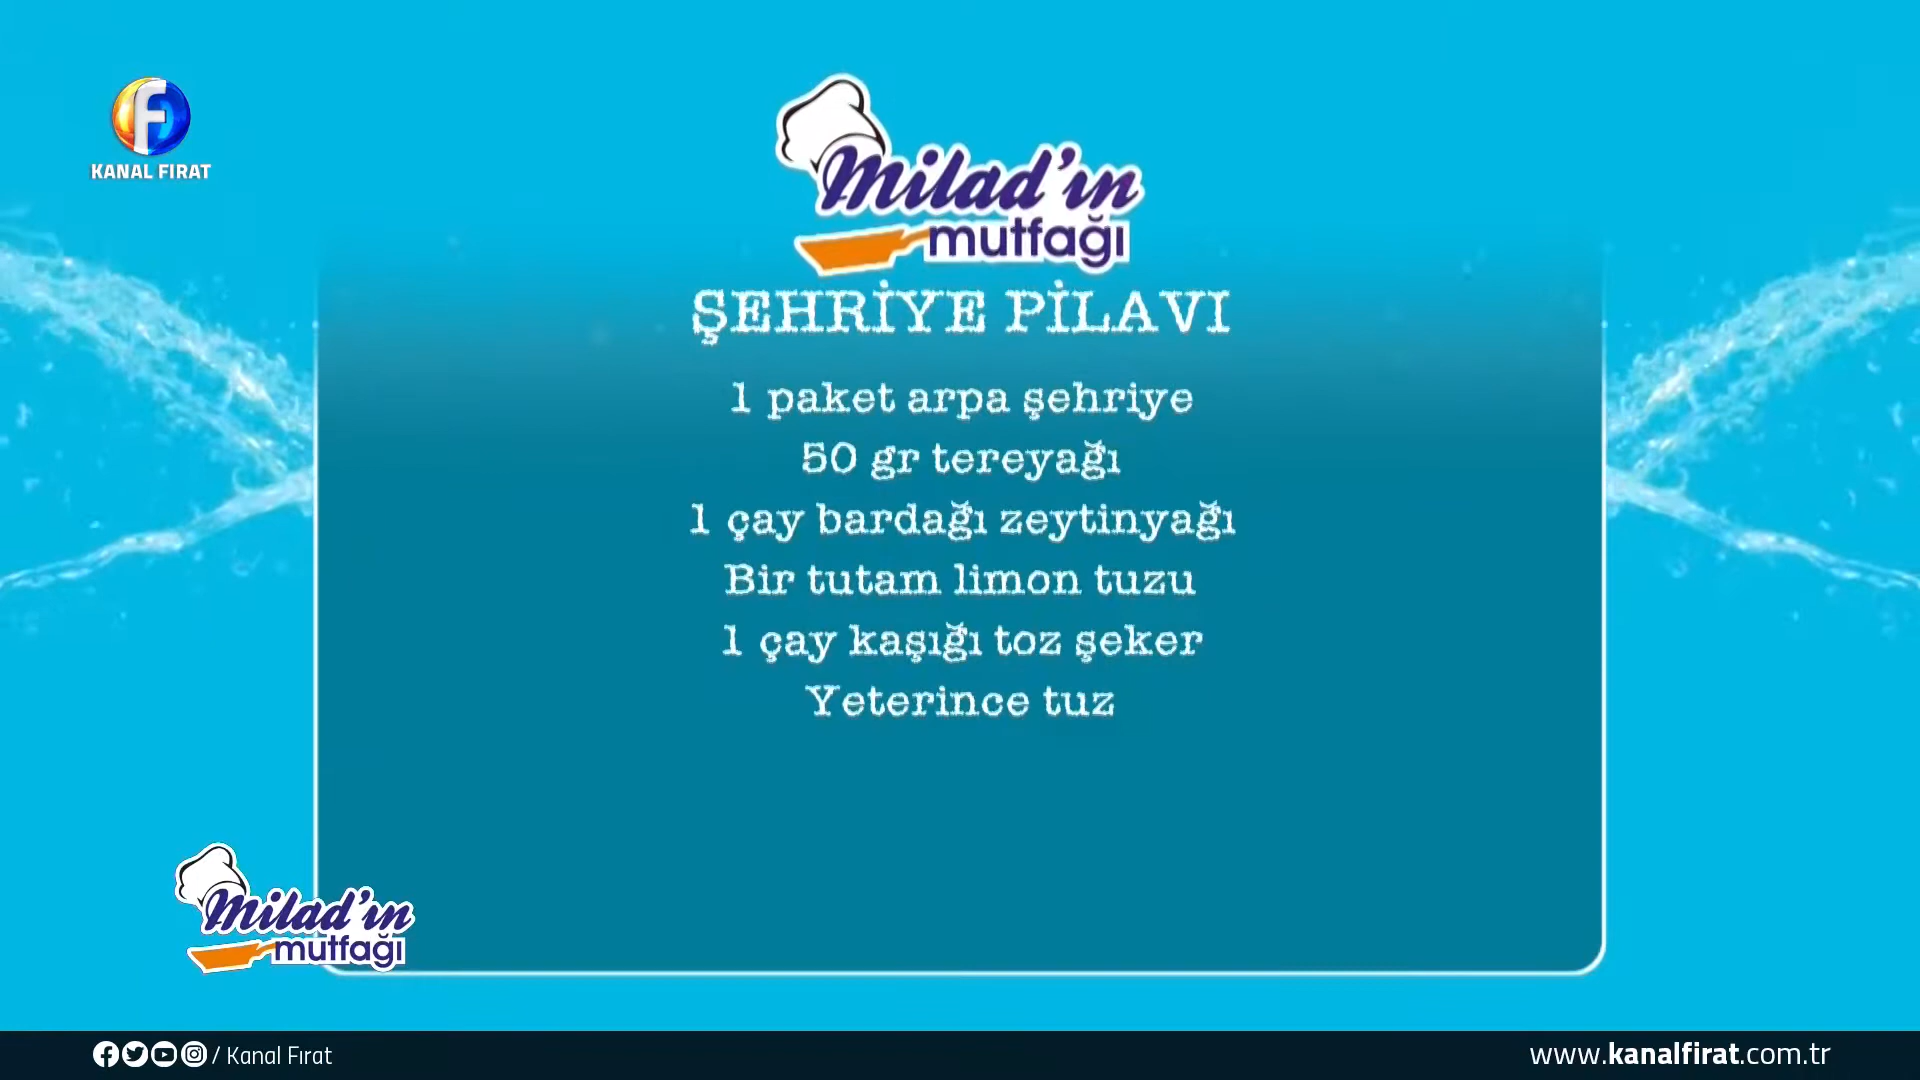 KANAL FIRAT
Milad'ın
mutfağı
ŞEHRİYE PİLAVI
1 paket arpa şehriye
50 gr tereyağı
1 çay bardağı zeytinyağı
Bir tutam limon tuzu
1 çay kaşığı toz şeker
Yeterince tuz
Milad'ın
mutfağı
/ Kanal Fırat
www.kanalfirat.com.tr